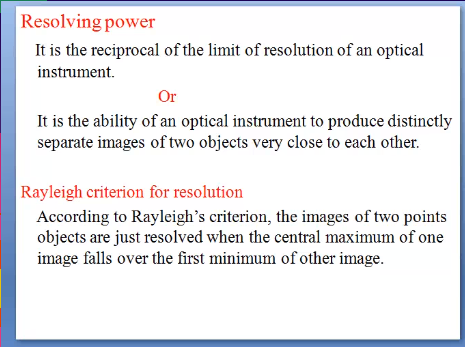 Resolving power
It is the reciprocal of the limit of resolution of an optical
instrument.
Or
It is the ability of an optical instrument to produce distinctly
separate images of two objects very close to each other.
Rayleigh criterion for resolution
According to Rayleigh's criterion, the images of two points
objects are just resolved when the central maximum of one
image falls over the first minimum of other image.